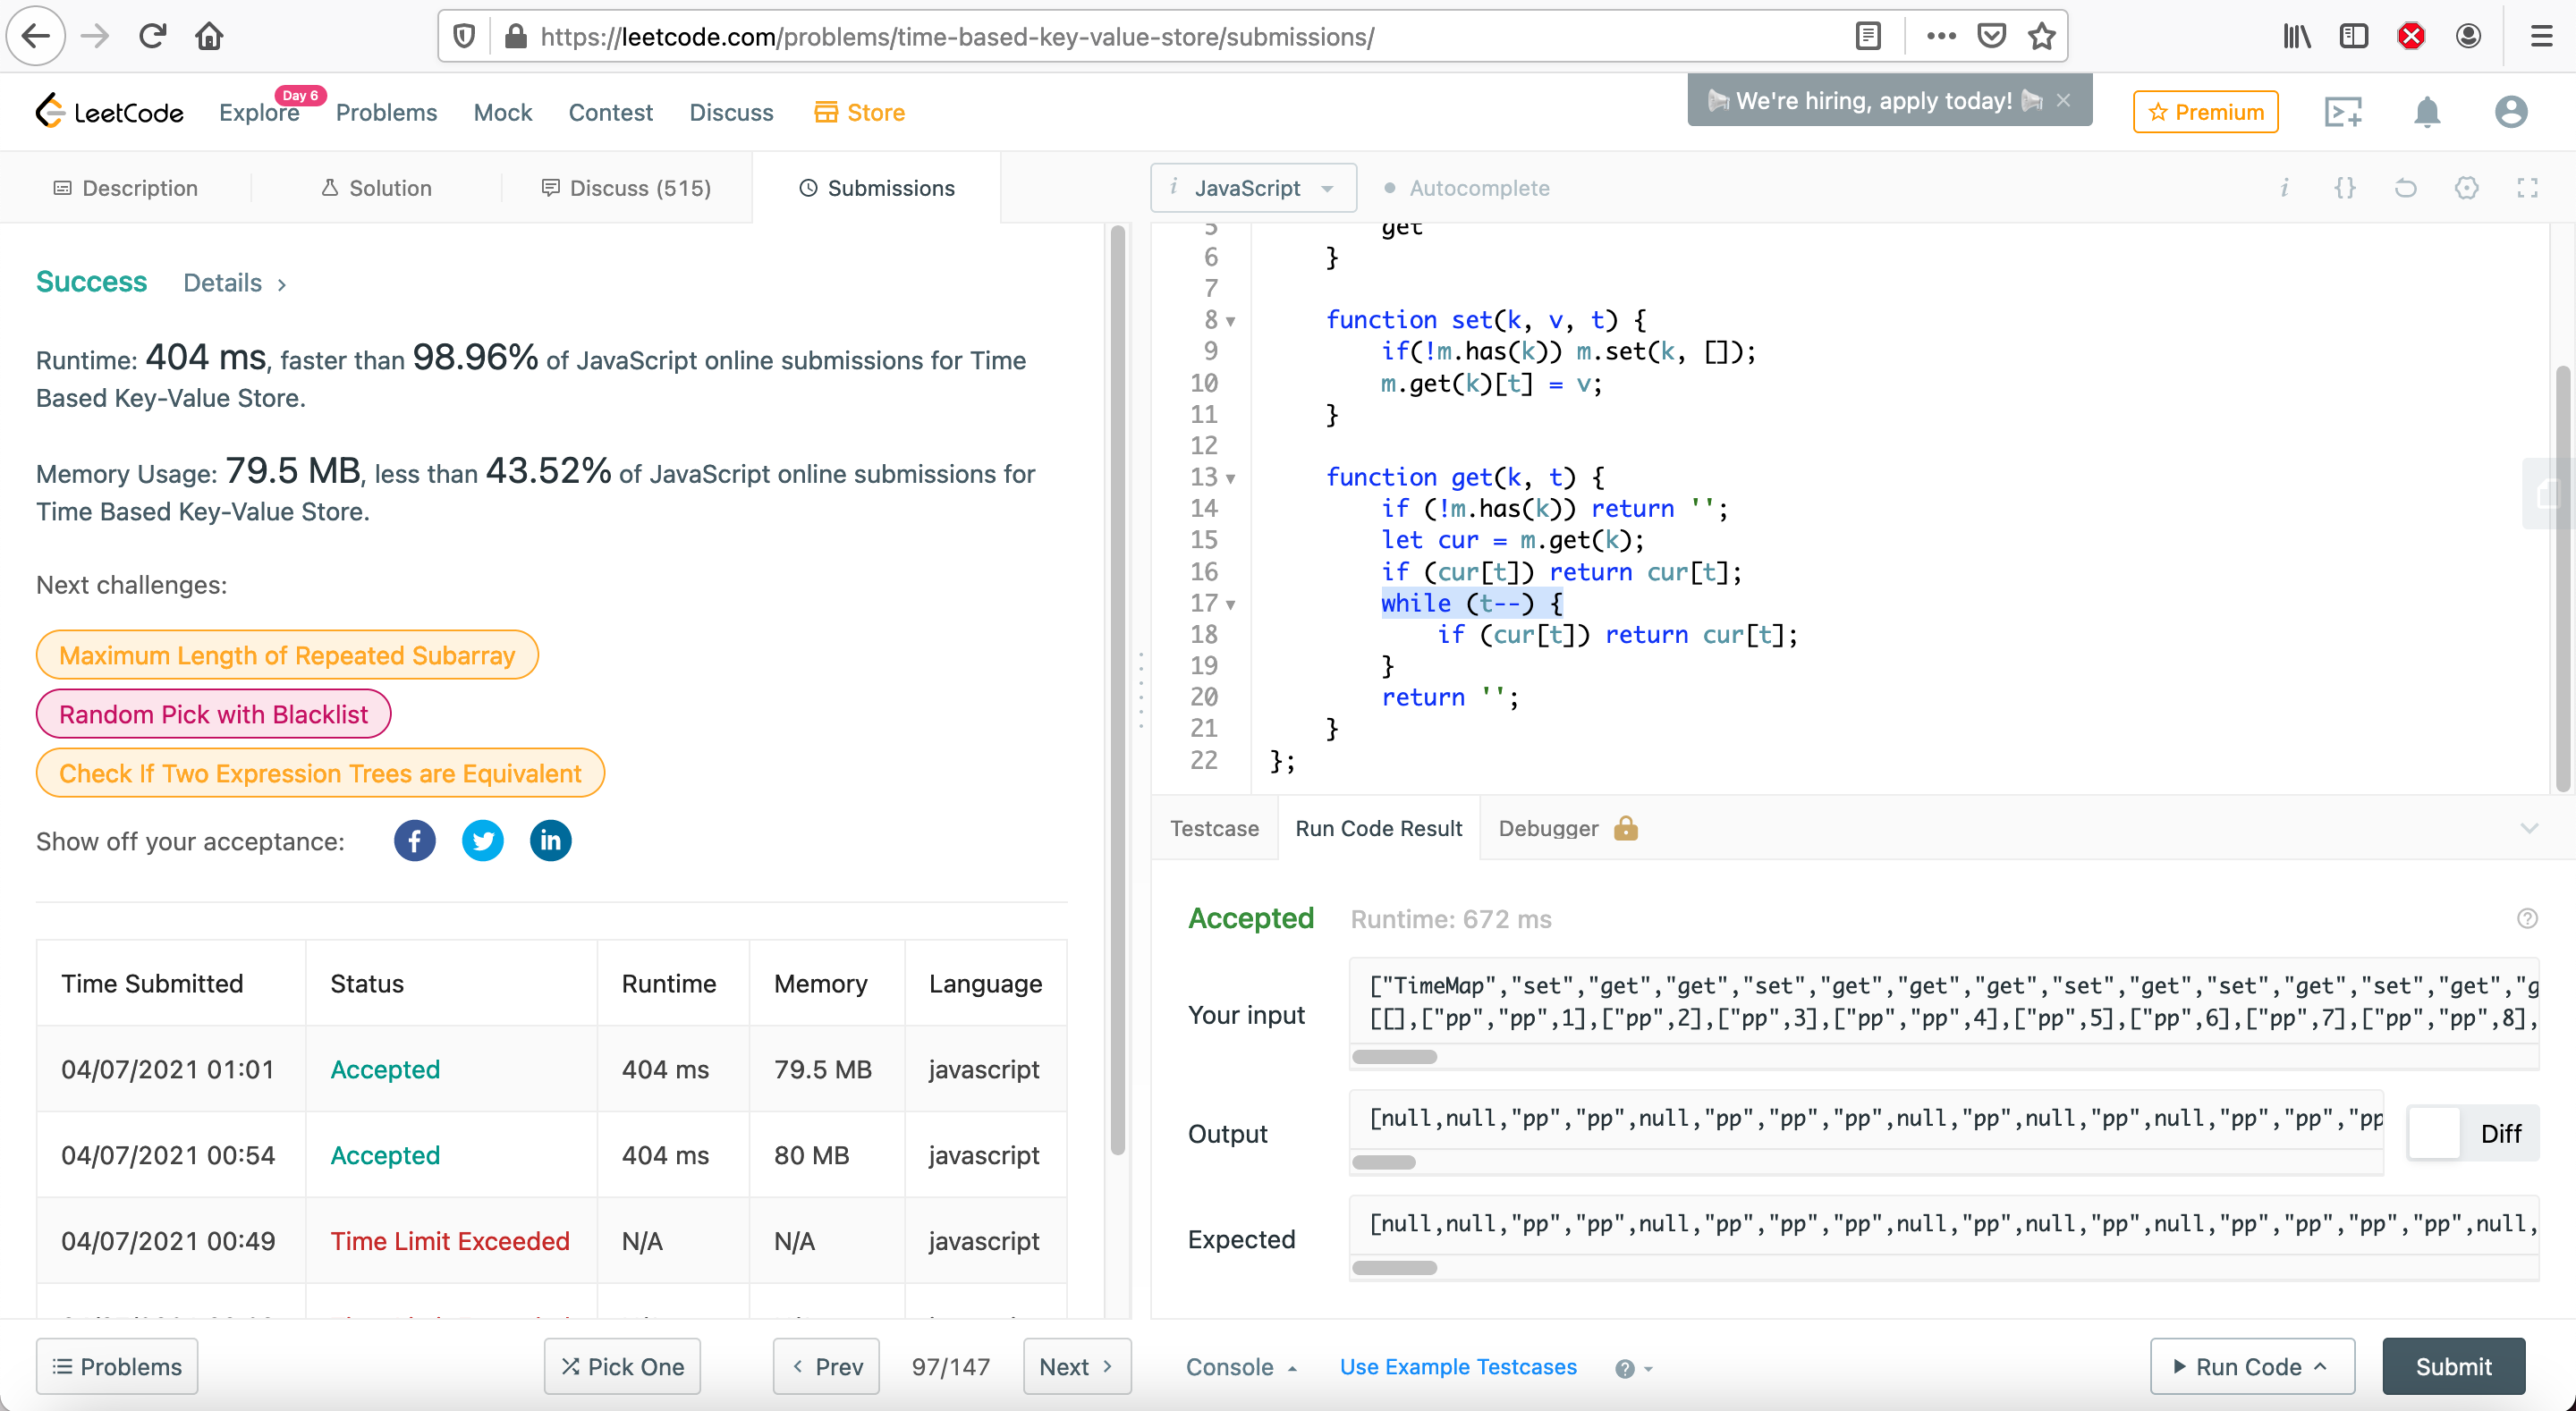 https://leetcode.com/problems/time-based-key-value-store/submissions/
LeetCode Explore Day 6 Problems Mock Contest Discuss Store We're hiring, apply today! × Premium
Description Solution Discuss (515) Submissions
i JavaScript Autocomplete i {}
Success Details >
Runtime: 404 ms, faster than 98.96% of JavaScript online submissions for Time
Based Key-Value Store.
Memory Usage: 79.5 MB, less than 43.52% of JavaScript online submissions for
Time Based Key-Value Store.
Next challenges:
Maximum Length of Repeated Subarray
Random Pick with Blacklist
Check If Two Expression Trees are Equivalent
Show off your acceptance: f in
Time Submitted Status Runtime Memory Language
04/07/2021 01:01 Accepted 404 ms 79.5 MB javascript
04/07/2021 00:54 Accepted 404 ms 80 MB javascript
04/07/2021 00:49 Time Limit Exceeded N/A N/A javascript
Problems Pick One < Prev 97/147 Next >
5 get
6 }
7
8 function set(k, v, t) {
9 if(!m.has(k)) m.set(k, []);
10 m.get(k)[t] = v;
11 }
12
13 function get(k, t) {
14 if (!m.has(k)) return '';
15 let cur = m.get(k);
16 if (cur[t]) return cur[t];
17 while (t--) {
18 if (cur[t]) return cur[t];
19 }
20 return '';
21 }
22 };
Testcase Run Code Result Debugger
Accepted Runtime: 672 ms ?
Your input
["TimeMap","set","get","get","set","get","get","get","set","get","set","get","set","get","g
[[],["pp","pp",1],["pp",2],["pp",3],["pp","pp",4],["pp",5],["pp",6],["pp",7],["pp","pp",8],
Output
[null,null,"pp","pp",null,"pp","pp","pp",null,"pp",null,"pp",null,"pp","pp","pp
Diff
Expected
[null,null,"pp","pp",null,"pp","pp","pp",null,"pp",null,"pp",null,"pp","pp","pp","pp",null,
Console Use Example Testcases ? Run Code Submit